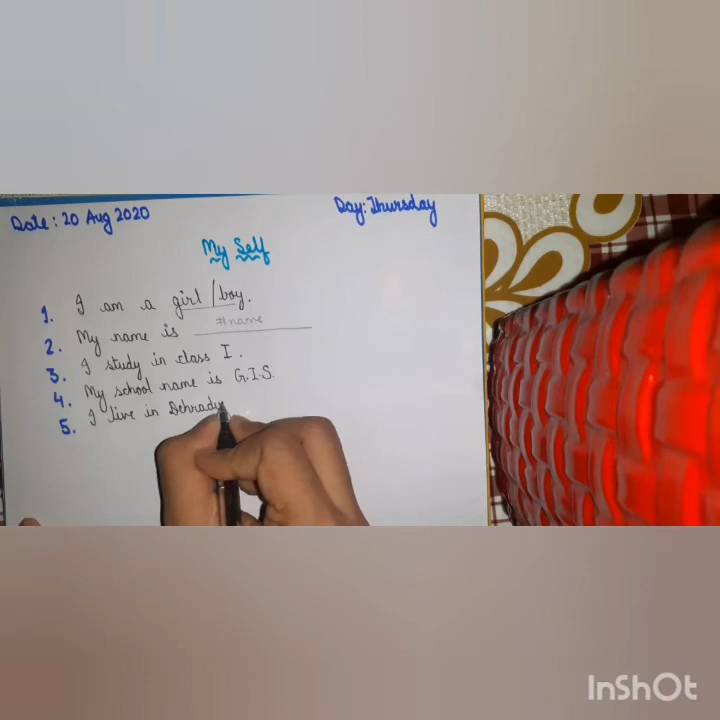 Date: 20 Aug 2020
Day: Thursday
My Self
1. I am a girl/boy.
2. My name is #name
3. I study in class I.
4. My school name is G.I.S.
5. I live in Dehradu
InShOt